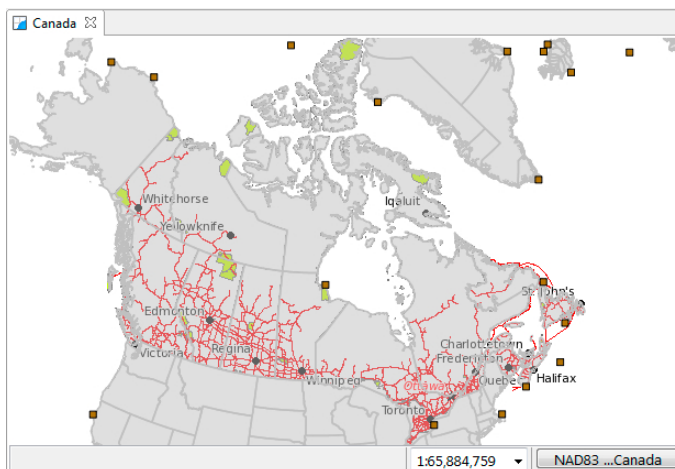 Canada
Whitehorse
Iqaluit
Yellowknife
St. John's
Edmonton
Charlottetown
Victoria
Regina
Fredericton
Winnipeg
Ottawa
Quebec
Halifax
Toronto
1:65,884,759
NAD83 ...Canada